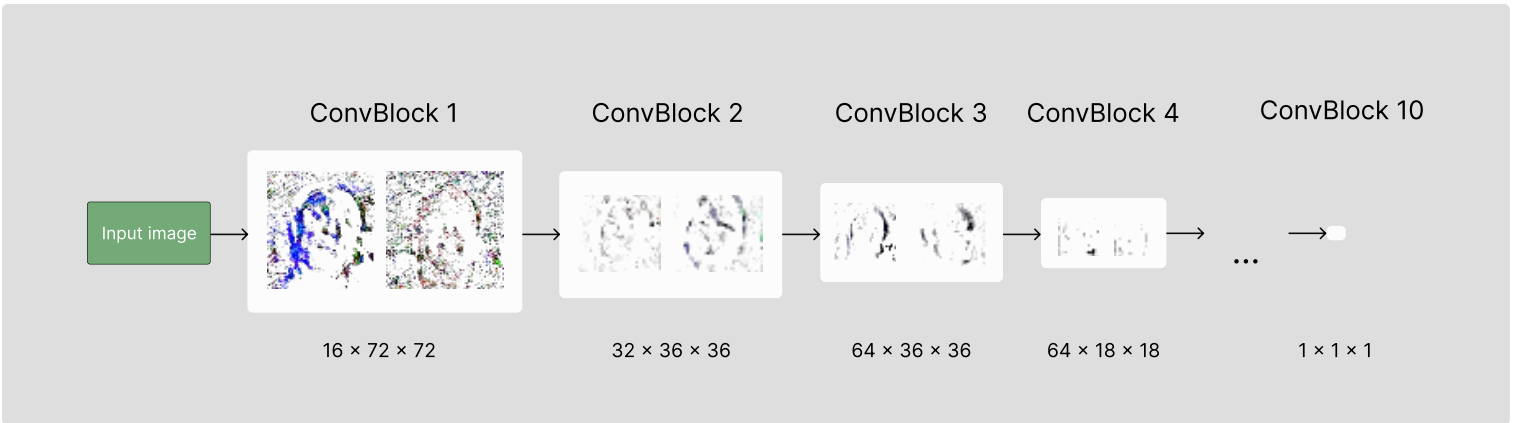 ConvBlock 1
ConvBlock 2
ConvBlock 3
ConvBlock 4
ConvBlock 10
Input image
...
16 × 72 × 72
32 × 36 × 36
64 × 36 × 36
64 × 18 × 18
1 × 1 × 1